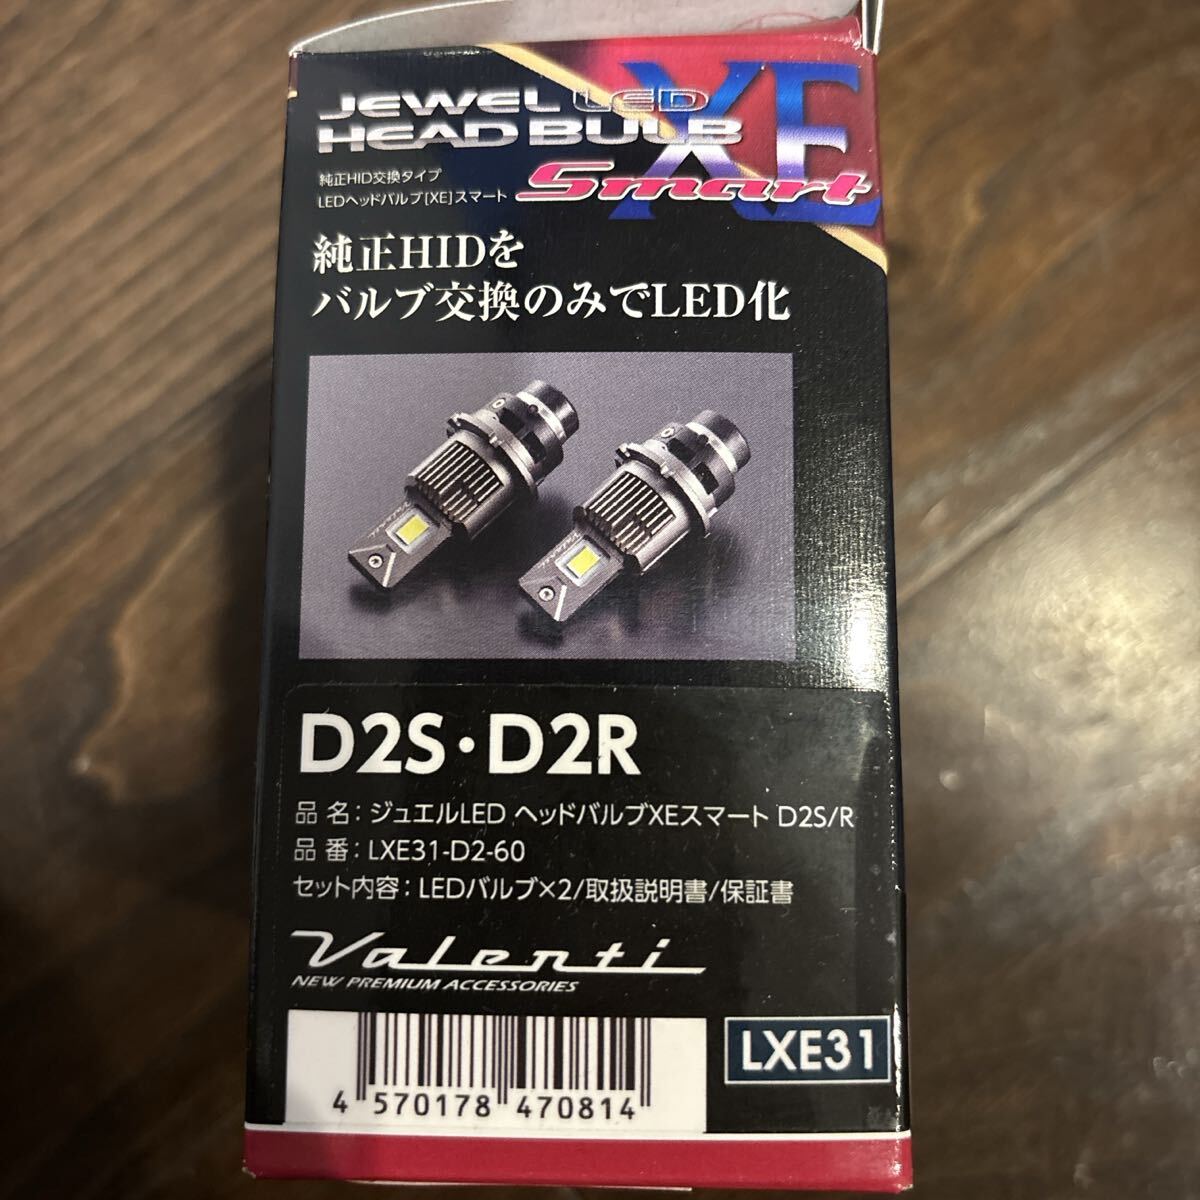 JEWEL LED
HEAD BULB
XE
Smart
純正HID交換タイプ
LEDヘッドバルブ[XE]スマート
純正HIDを
バルブ交換のみでLED化
Valenti
Valenti
D2S・D2R
品 名：ジュエルLED ヘッドバルブXEスマート D2S/R
品 番：LXE31-D2-60
セット内容：LEDバルブ×2/取扱説明書/保証書
Valenti
NEW PREMIUM ACCESSORIES
LXE31
4 570178 470814